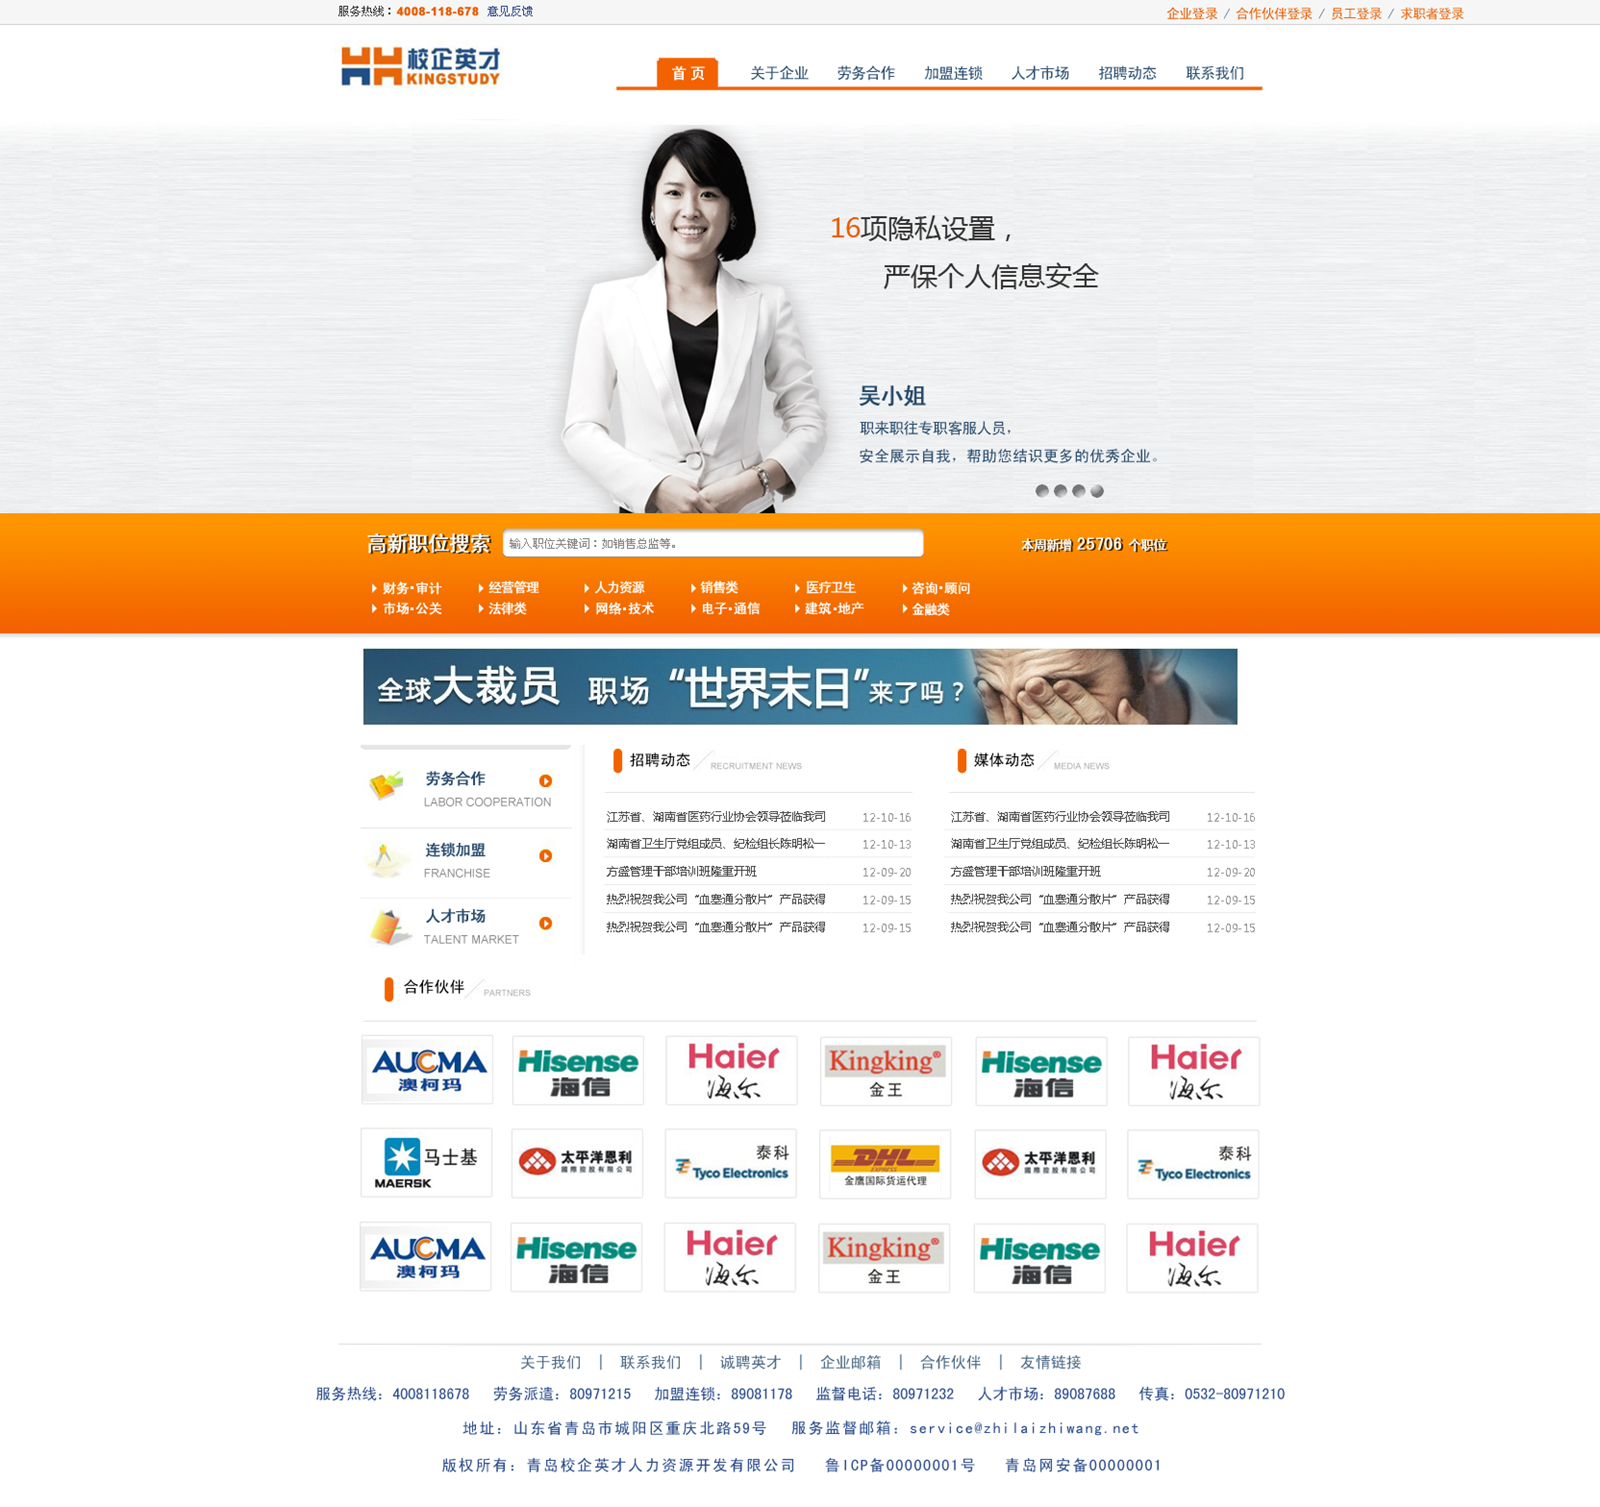 服务热线：4008-118-678 意见反馈
企业登录 / 合作伙伴登录 / 员工登录 / 求职者登录
校企英才
KINGSTUDY
首 页 关于企业 劳务合作 加盟连锁 人才市场 招聘动态 联系我们
16项隐私设置，
严保个人信息安全
吴小姐
职来职往专职客服人员，
安全展示自我，帮助您结识更多的优秀企业。
高新职位搜索 输入职位关键词：如销售总监等。 本周新增 25706 个职位
财务·审计 经营管理 人力资源 销售类 医疗卫生 咨询·顾问
市场·公关 法律类 网络·技术 电子·通信 建筑·地产 金融类
全球大裁员 职场“世界末日”来了吗？
劳务合作
LABOR COOPERATION
连锁加盟
FRANCHISE
人才市场
TALENT MARKET
招聘动态 RECRUITMENT NEWS
江苏省、湖南省医药行业协会领导莅临我司 12-10-16
湖南省卫生厅党组成员、纪检组长陈明松一 12-10-13
方盛管理干部培训班隆重开班 12-09-20
热烈祝贺我公司“血塞通分散片”产品获得 12-09-15
热烈祝贺我公司“血塞通分散片”产品获得 12-09-15
媒体动态 MEDIA NEWS
江苏省、湖南省医药行业协会领导莅临我司 12-10-16
湖南省卫生厅党组成员、纪检组长陈明松一 12-10-13
方盛管理干部培训班隆重开班 12-09-20
热烈祝贺我公司“血塞通分散片”产品获得 12-09-15
热烈祝贺我公司“血塞通分散片”产品获得 12-09-15
合作伙伴 PARTNERS
AUCMA Hisense Haier Kingking® Hisense Haier
澳柯玛 海信 海尔 金王 海信 海尔
马士基 太平洋恩利 泰科 DHL 太平洋恩利 泰科
MAERSK 國際控股有限公司 Tyco Electronics EXPRESS 國際控股有限公司 Tyco Electronics
金鹰国际货运代理
AUCMA Hisense Haier Kingking® Hisense Haier
澳柯玛 海信 海尔 金王 海信 海尔
关于我们 | 联系我们 | 诚聘英才 | 企业邮箱 | 合作伙伴 | 友情链接
服务热线：4008118678 劳务派遣：80971215 加盟连锁：89081178 监督电话：80971232 人才市场：89087688 传真：0532-80971210
地址：山东省青岛市城阳区重庆北路59号 服务监督邮箱：service@zhilaizhiwang.net
版权所有：青岛校企英才人力资源开发有限公司 鲁ICP备00000001号 青岛网安备00000001